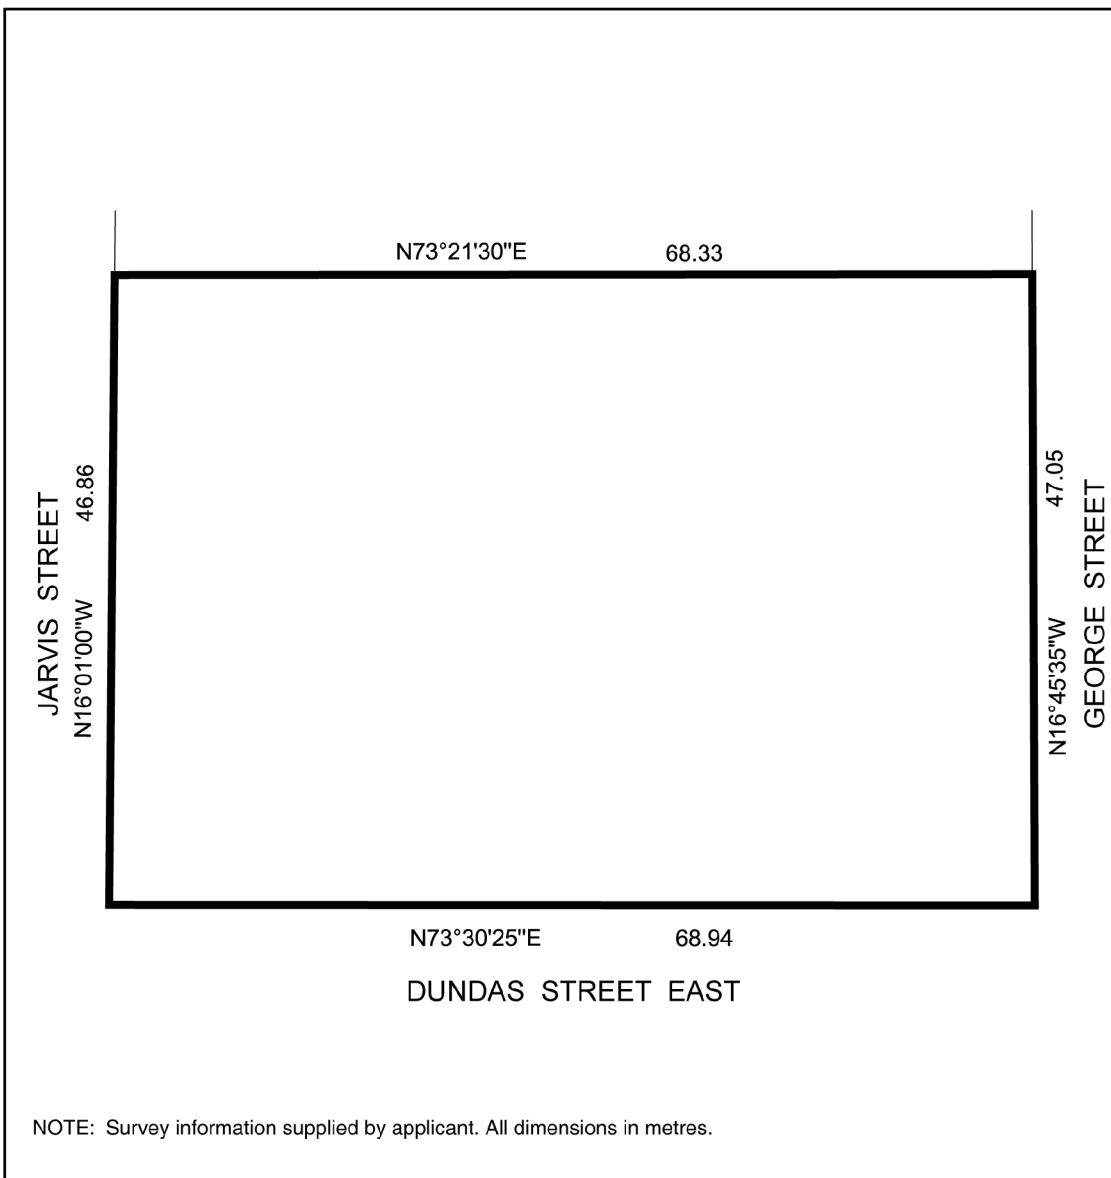 N73°21'30"E 68.33
JARVIS STREET
N16°01'00"W 46.86
N16°45'35"W 47.05
GEORGE STREET
N73°30'25"E 68.94
DUNDAS STREET EAST
NOTE: Survey information supplied by applicant. All dimensions in metres.